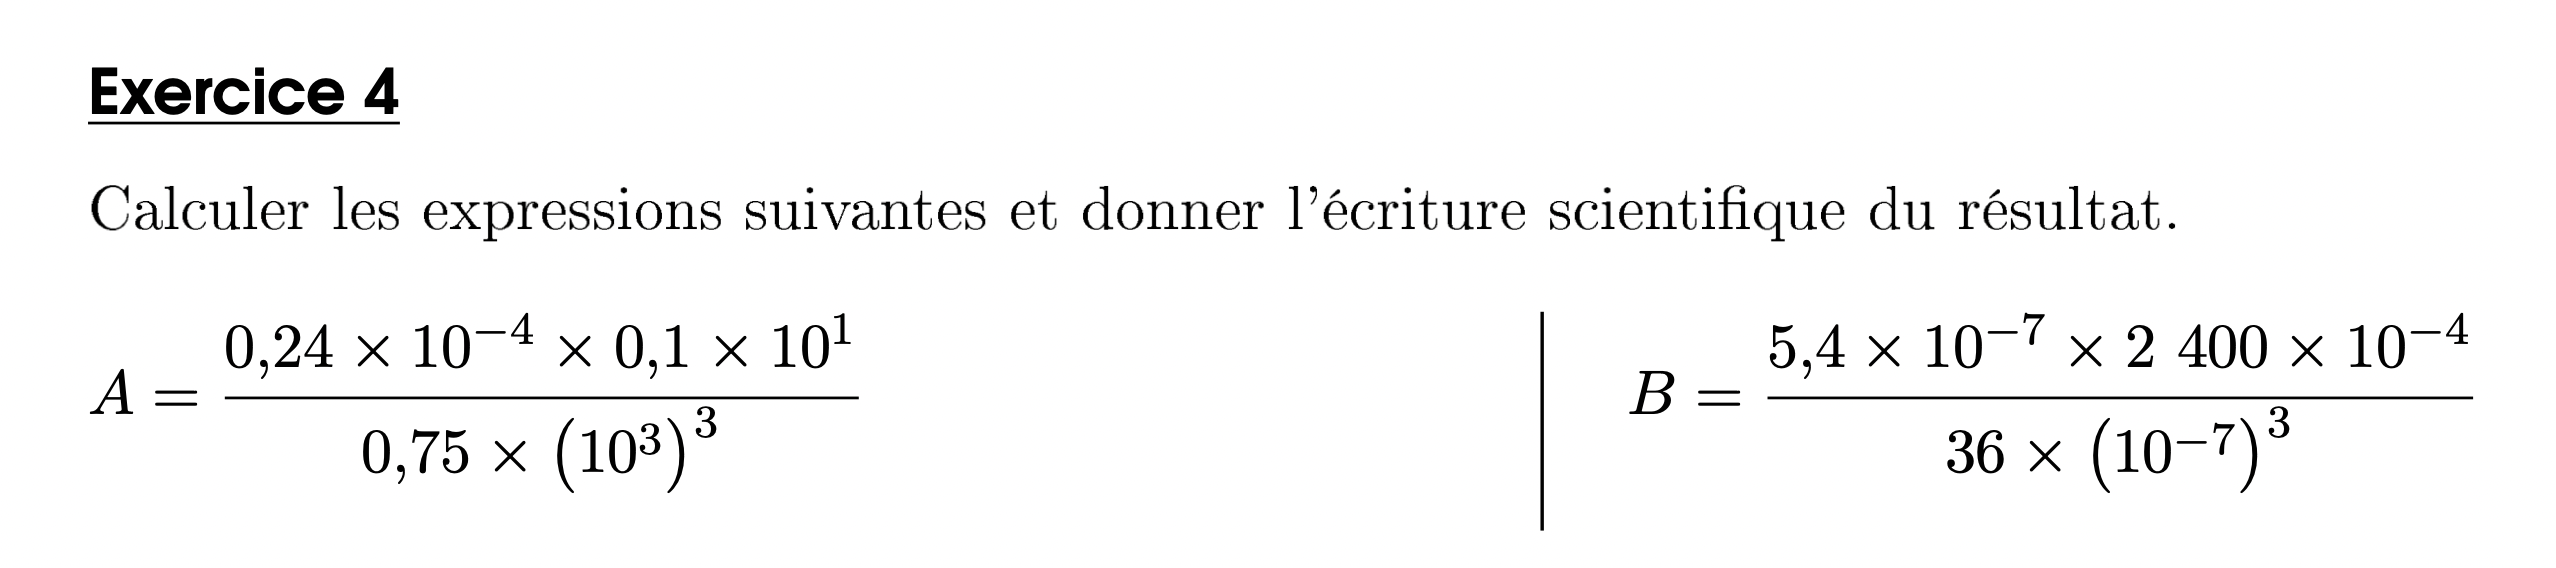 Exercice 4
Calculer les expressions suivantes et donner l'écriture scientifique du résultat.
$A = \dfrac{0{,}24 \times 10^{-4} \times 0{,}1 \times 10^{1}}{0{,}75 \times \left(10^{3}\right)^{3}}$
$B = \dfrac{5{,}4 \times 10^{-7} \times 2\ 400 \times 10^{-4}}{36 \times \left(10^{-7}\right)^{3}}$